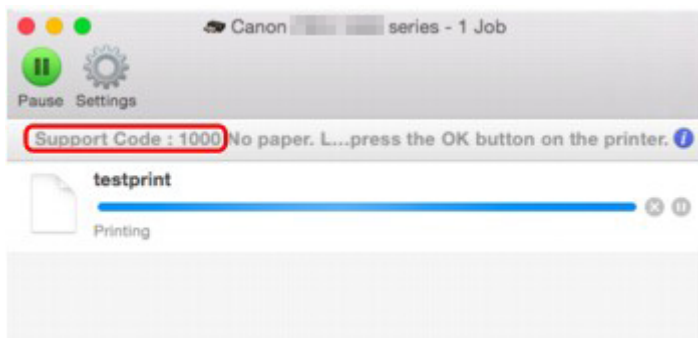 Canon series - 1 Job
Pause Settings
Support Code : 1000 No paper. L...press the OK button on the printer.
testprint
Printing